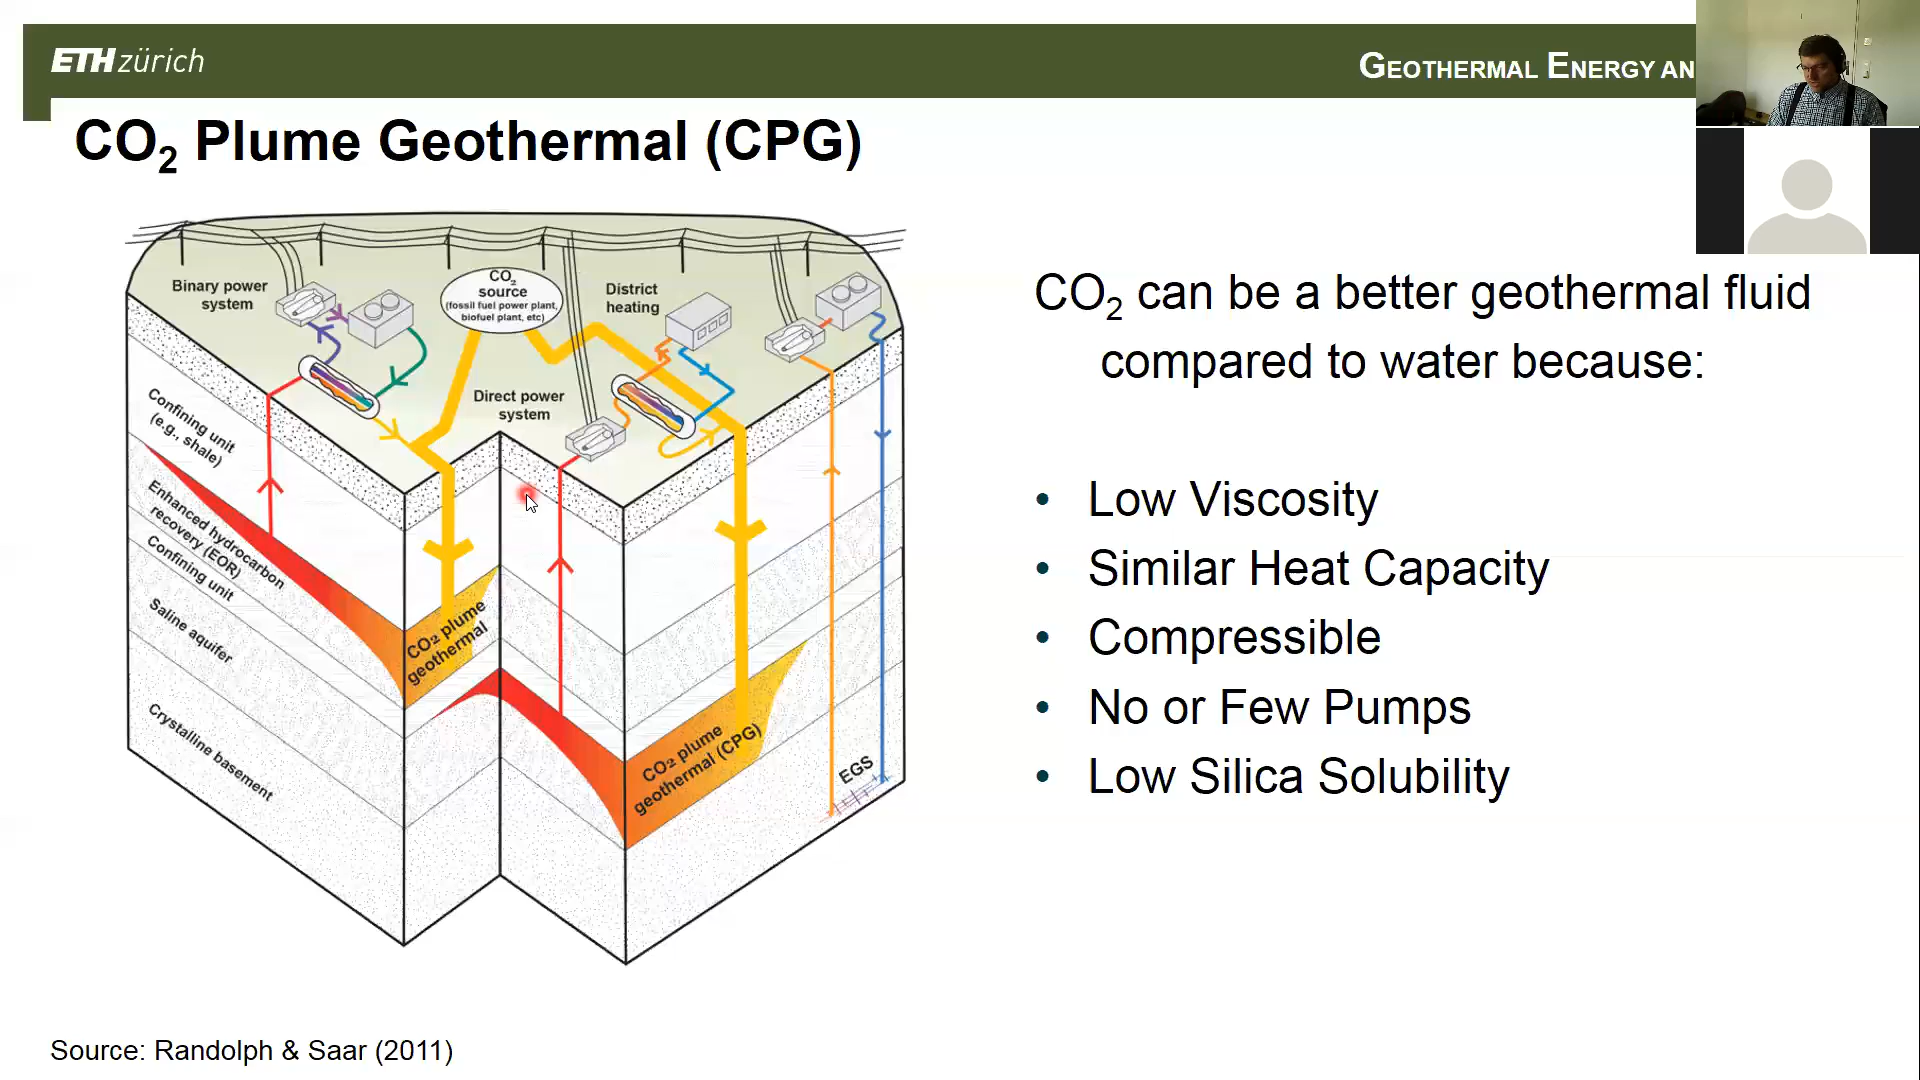 ETH zürich
GEOTHERMAL ENERGY AN
CO2 Plume Geothermal (CPG)
Binary power
system
CO2
source
(fossil fuel power plant,
biofuel plant, etc)
District
heating
Direct power
system
Confining unit
(e.g., shale)
Enhanced hydrocarbon
recovery (EOR)
Confining unit
Saline aquifer
Crystalline basement
CO2 plume
geothermal
CO2 plume
geothermal (CPG)
EGS
CO2 can be a better geothermal fluid
compared to water because:
• Low Viscosity
• Similar Heat Capacity
• Compressible
• No or Few Pumps
• Low Silica Solubility
Source: Randolph & Saar (2011)